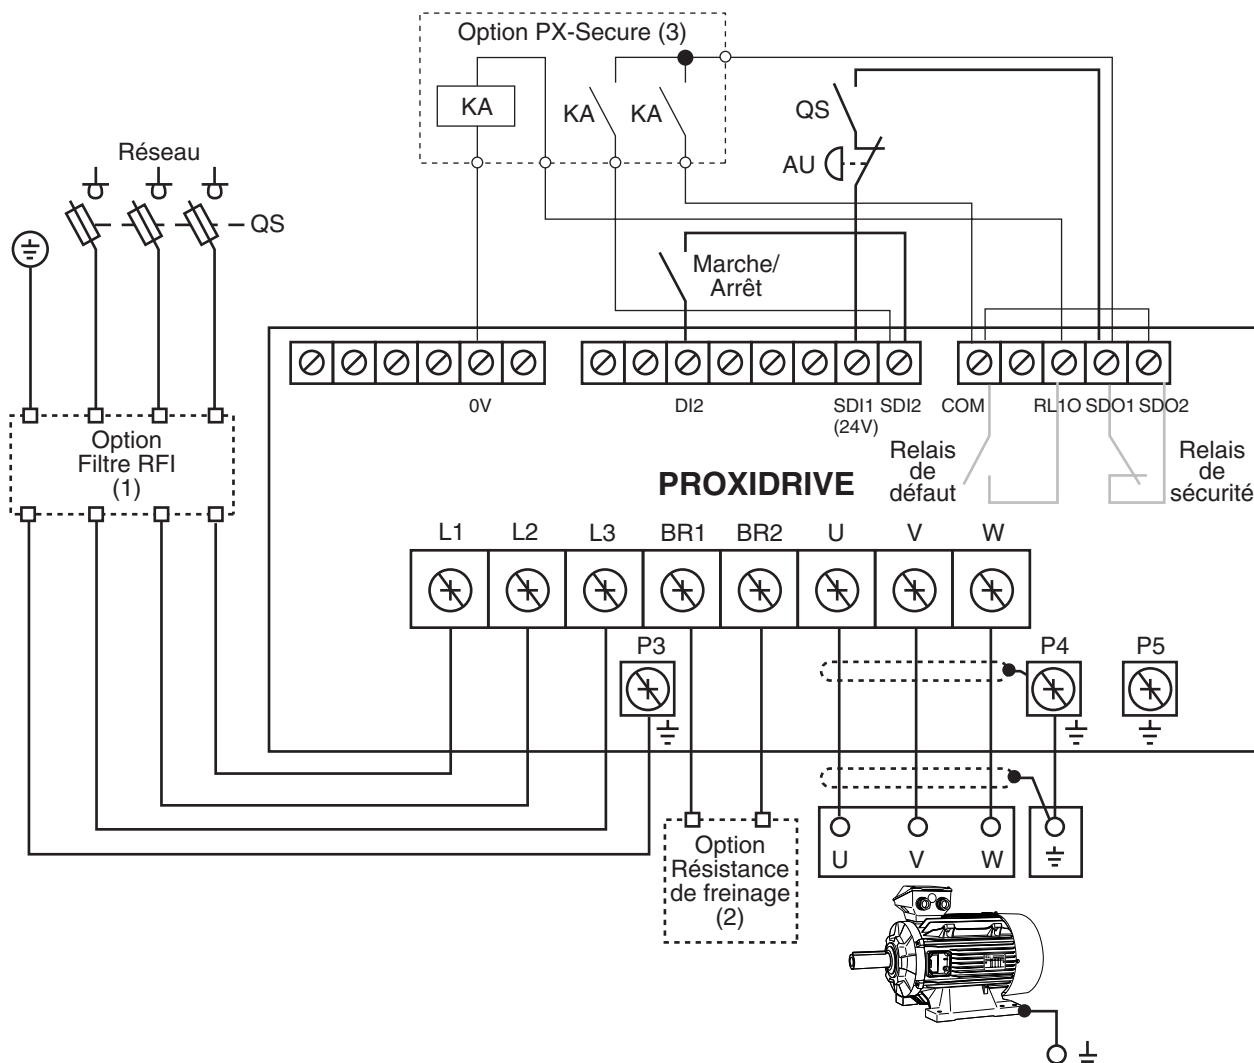 Option PX-Secure (3)
KA
KA
KA
QS
AU
Réseau
QS
Marche/
Arrêt
0V
DI2
SDI1
(24V)
SDI2
COM
RL1O
SDO1
SDO2
Option
Filtre RFI
(1)
Relais
de
défaut
Relais
de
sécurité
PROXIDRIVE
L1
L2
L3
BR1
BR2
U
V
W
P3
P4
P5
Option
Résistance
de freinage
(2)
U
V
W